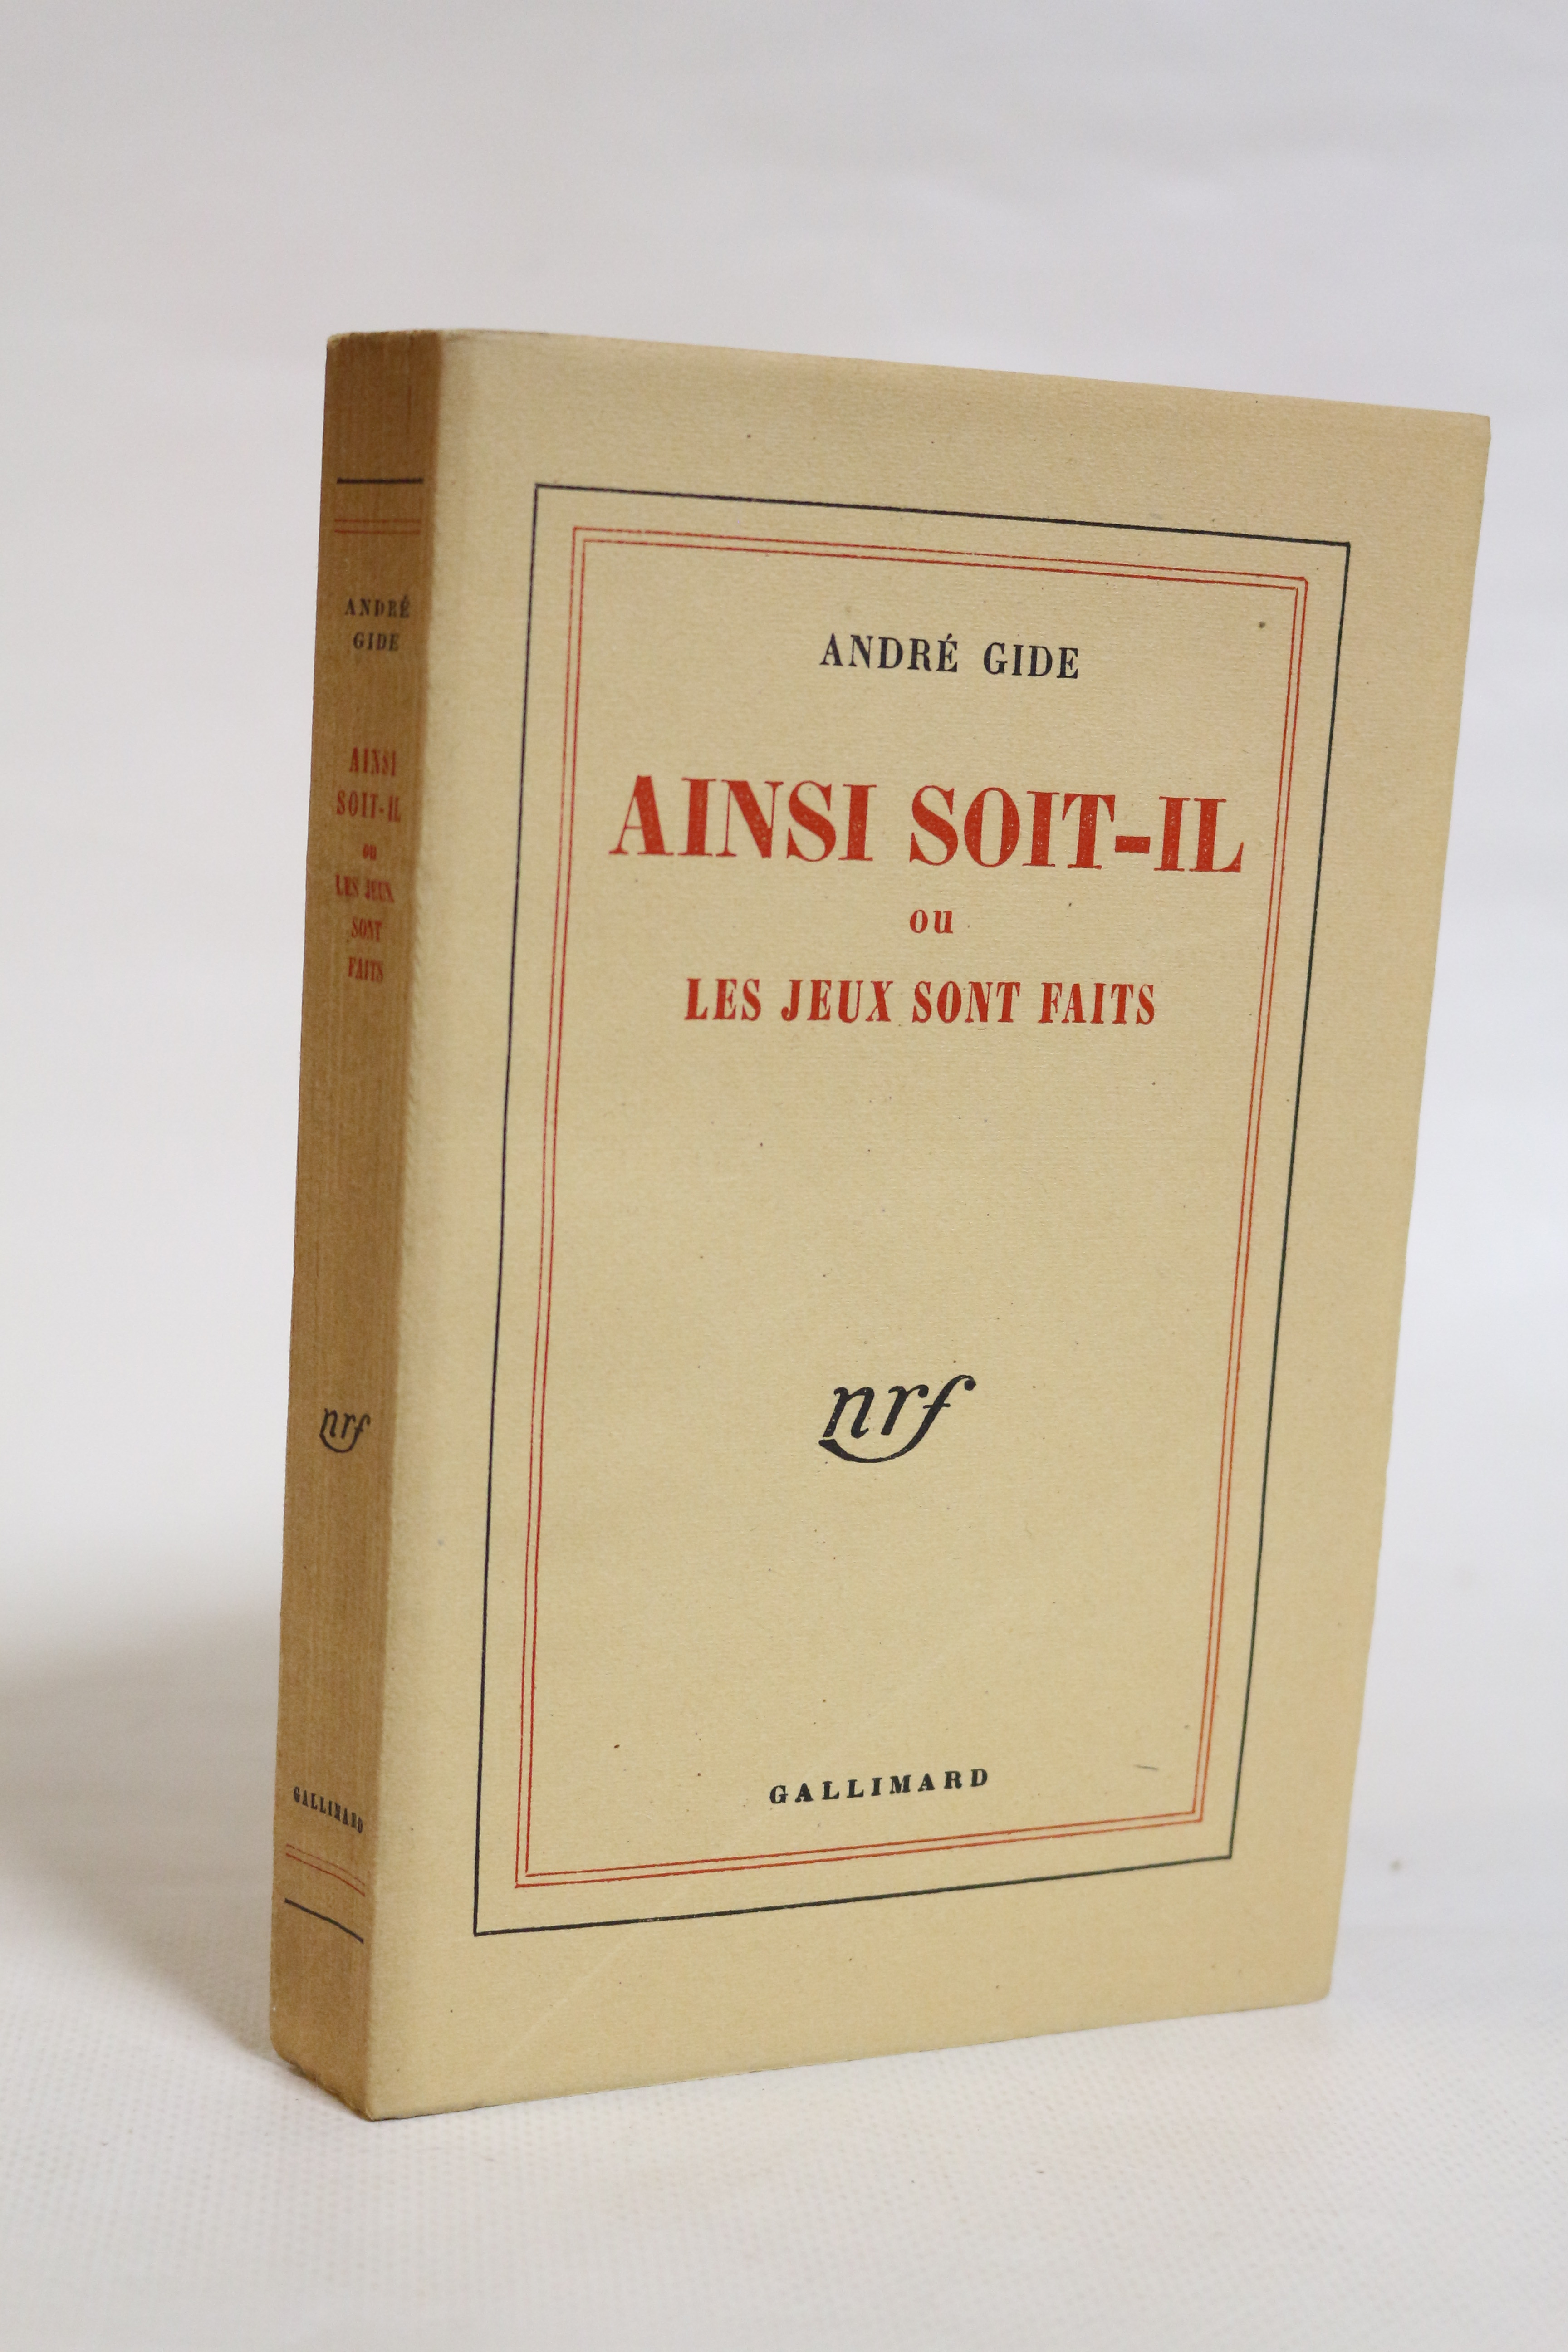 ANDRÉ
GIDE
AINSI
SOIT-IL
ou
LES JEUX
SONT
FAITS
nrf
GALLIMARD
ANDRÉ GIDE
AINSI SOIT-IL
ou
LES JEUX SONT FAITS
nrf
GALLIMARD